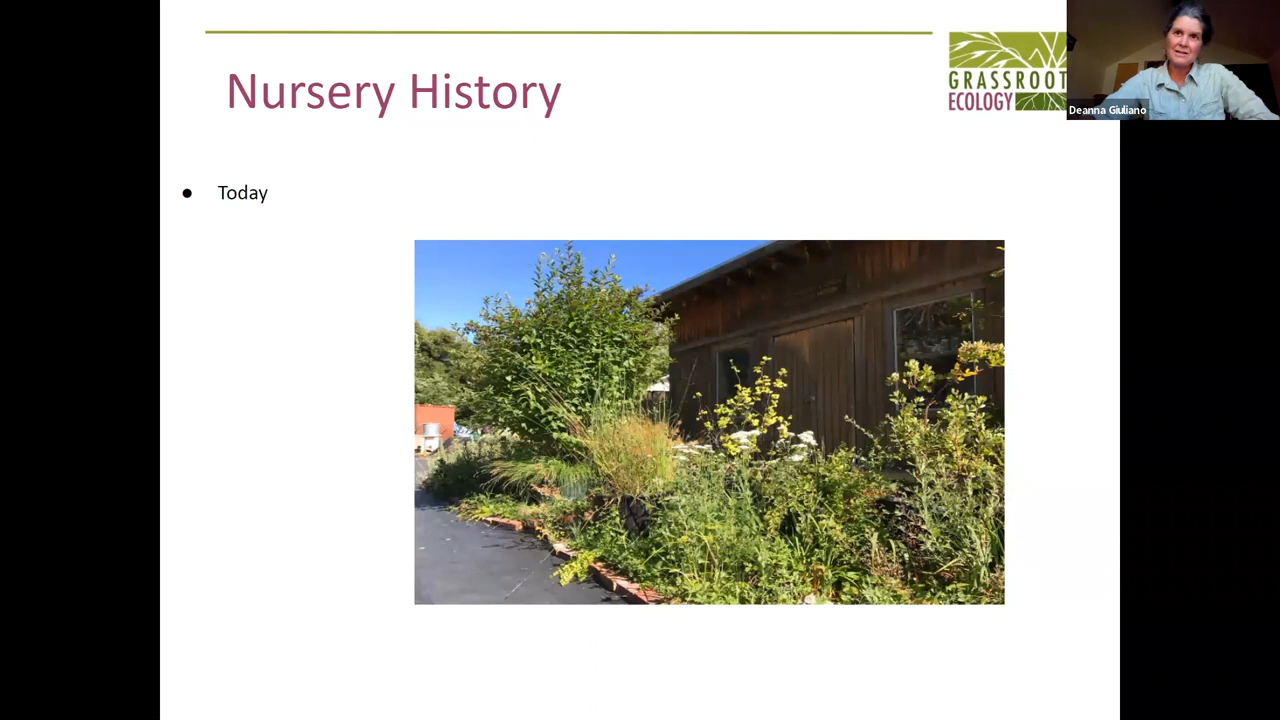 Nursery History
GRASSROOT
ECOLOGY
Deanna Giuliano
● Today